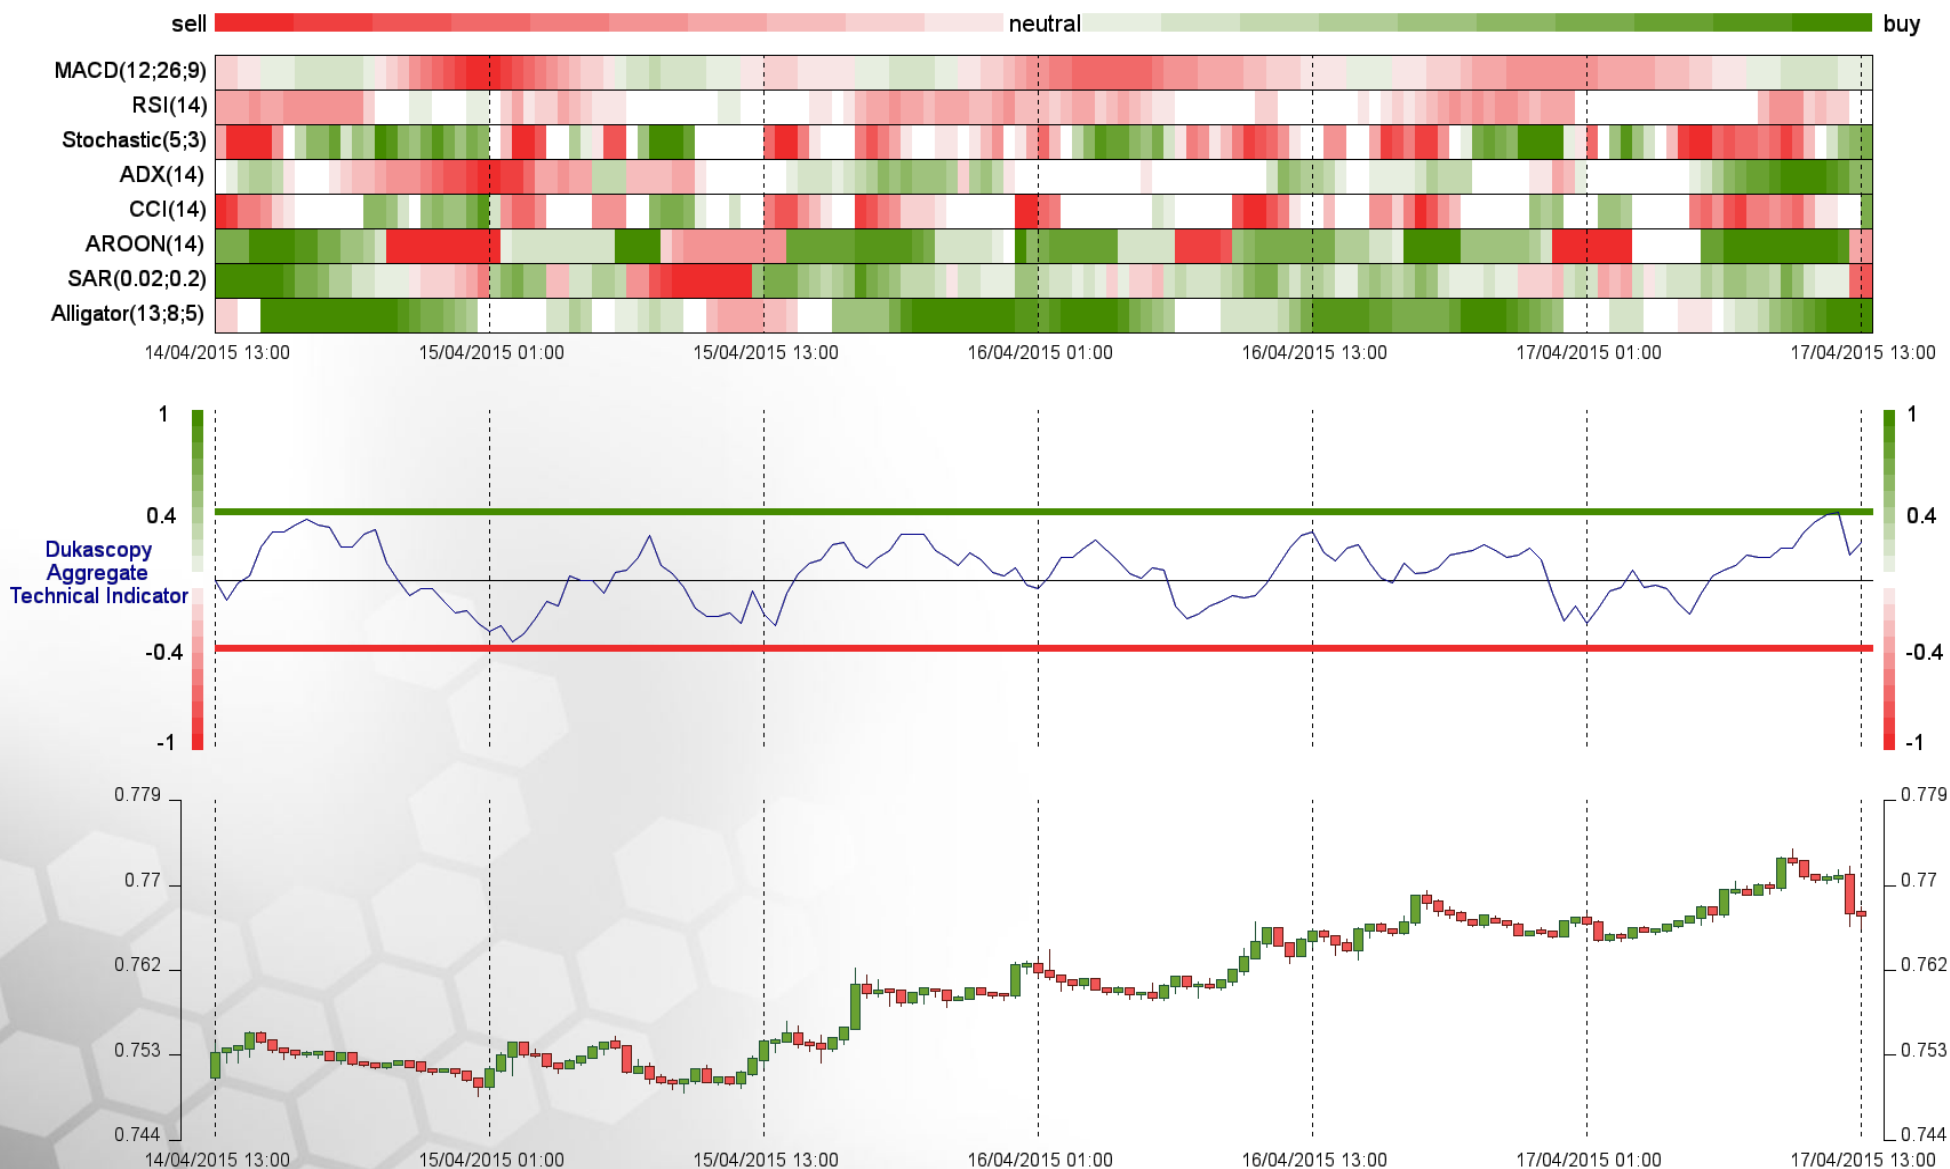 sell neutral buy
MACD(12;26;9)
RSI(14)
Stochastic(5;3)
ADX(14)
CCI(14)
AROON(14)
SAR(0.02;0.2)
Alligator(13;8;5)
14/04/2015 13:00 15/04/2015 01:00 15/04/2015 13:00 16/04/2015 01:00 16/04/2015 13:00 17/04/2015 01:00 17/04/2015 13:00
1 1
0.4 0.4
Dukascopy
Aggregate
Technical Indicator
-0.4 -0.4
-1 -1
0.779 0.779
0.77 0.77
0.762 0.762
0.753 0.753
0.744 0.744
14/04/2015 13:00 15/04/2015 01:00 15/04/2015 13:00 16/04/2015 01:00 16/04/2015 13:00 17/04/2015 01:00 17/04/2015 13:00